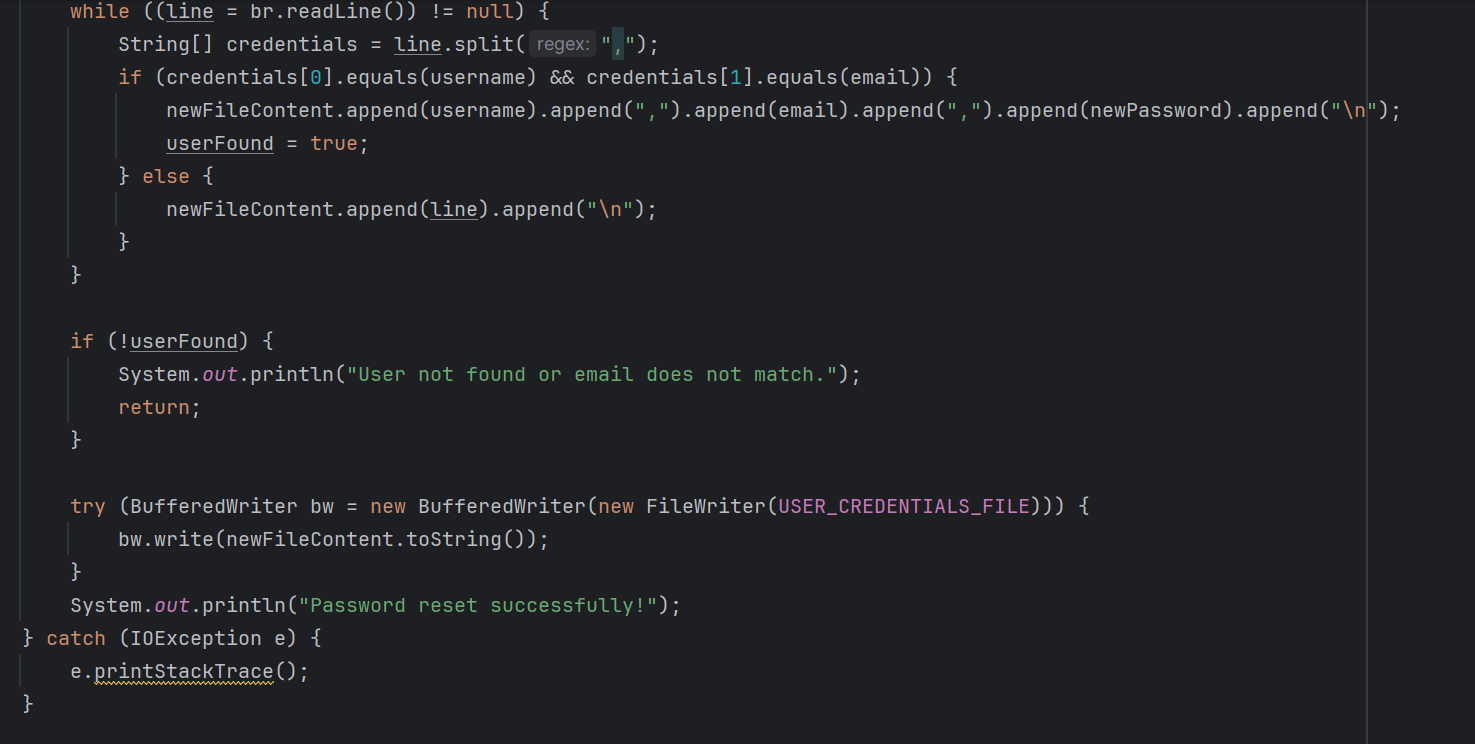 while ((line = br.readLine()) != null) {
String[] credentials = line.split( regex: ",");
if (credentials[0].equals(username) && credentials[1].equals(email)) {
newFileContent.append(username).append(",").append(email).append(",").append(newPassword).append("\n");
userFound = true;
} else {
newFileContent.append(line).append("\n");
}
}
if (!userFound) {
System.out.println("User not found or email does not match.");
return;
}
try (BufferedWriter bw = new BufferedWriter(new FileWriter(USER_CREDENTIALS_FILE))) {
bw.write(newFileContent.toString());
}
System.out.println("Password reset successfully!");
} catch (IOException e) {
e.printStackTrace();
}